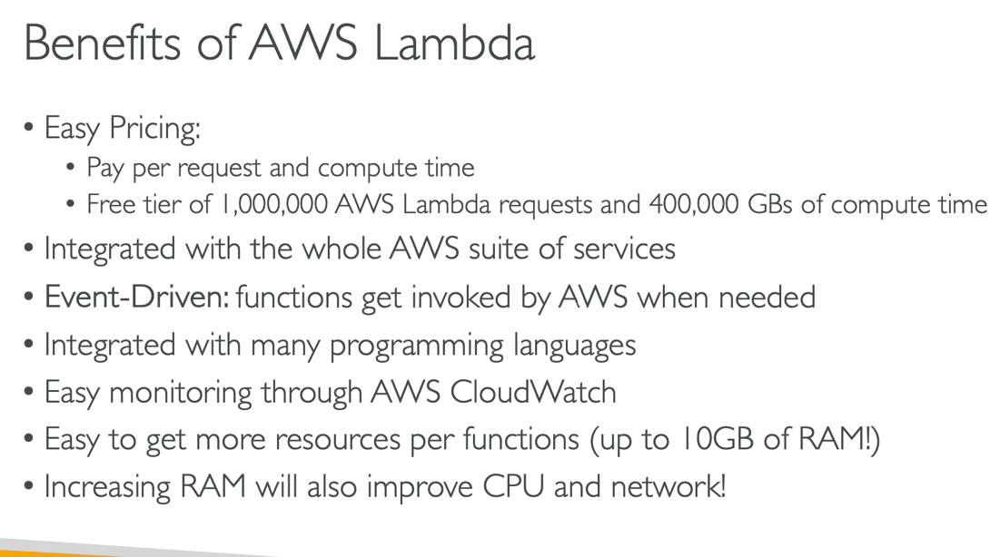 Benefits of AWS Lambda
• Easy Pricing:
• Pay per request and compute time
• Free tier of 1,000,000 AWS Lambda requests and 400,000 GBs of compute time
• Integrated with the whole AWS suite of services
• Event-Driven: functions get invoked by AWS when needed
• Integrated with many programming languages
• Easy monitoring through AWS CloudWatch
• Easy to get more resources per functions (up to 10GB of RAM!)
• Increasing RAM will also improve CPU and network!